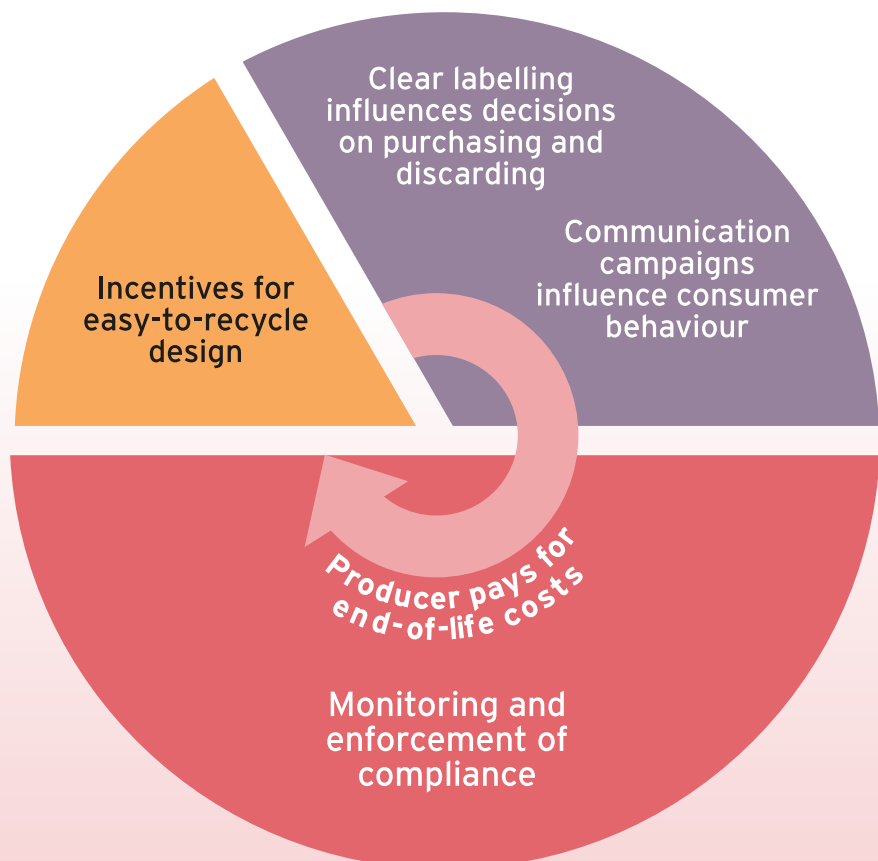 Clear labelling
influences decisions
on purchasing and
discarding
Communication
campaigns
influence consumer
behaviour
Incentives for
easy-to-recycle
design
Producer pays for
end-of-life costs
Monitoring and
enforcement of
compliance